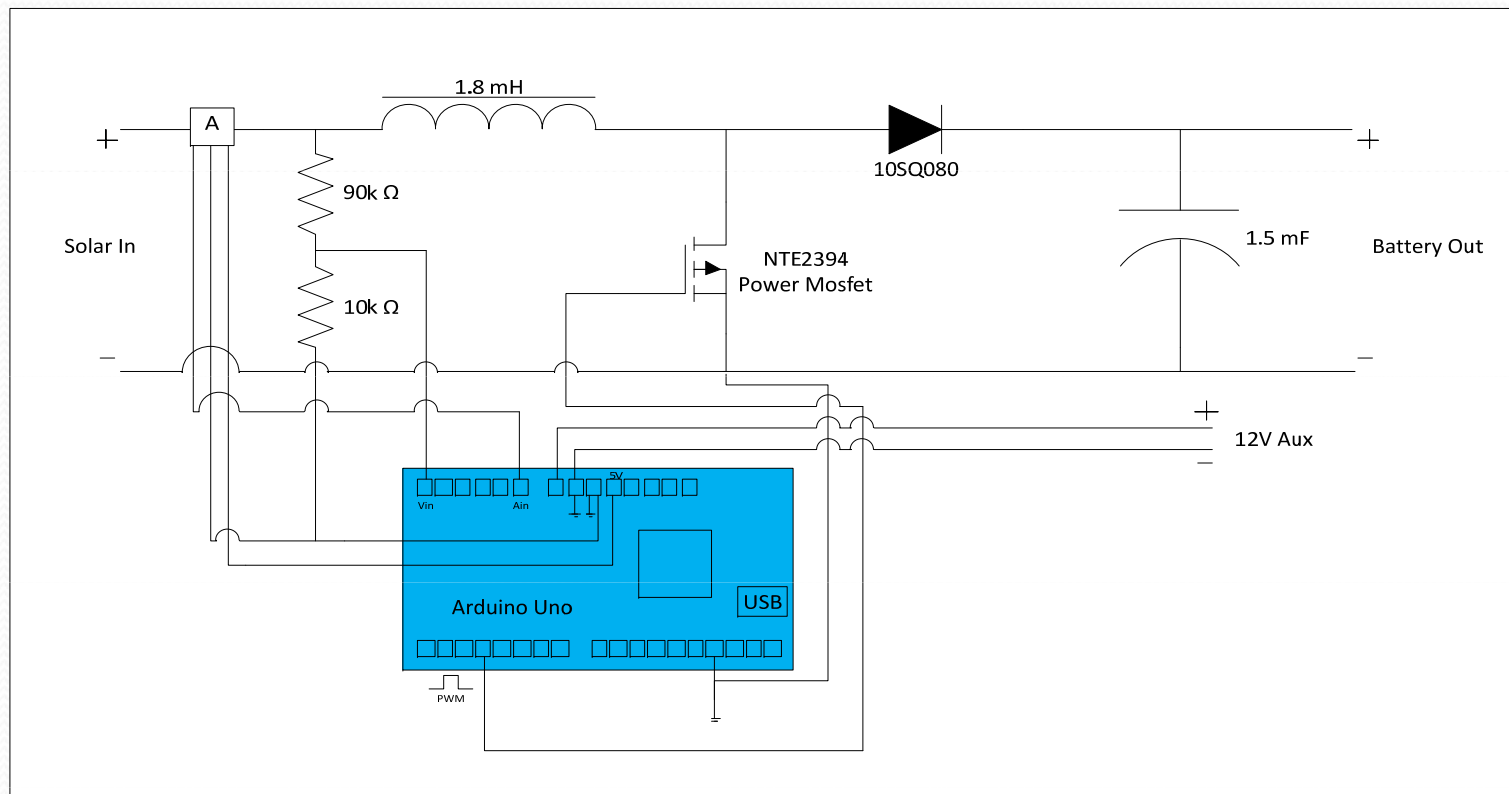 1.8 mH
A
+
+
10SQ080
90k Ω
Solar In
1.5 mF
Battery Out
NTE2394
Power Mosfet
10k Ω
–
–
+
12V Aux
–
5V
Vin
Ain
USB
Arduino Uno
PWM